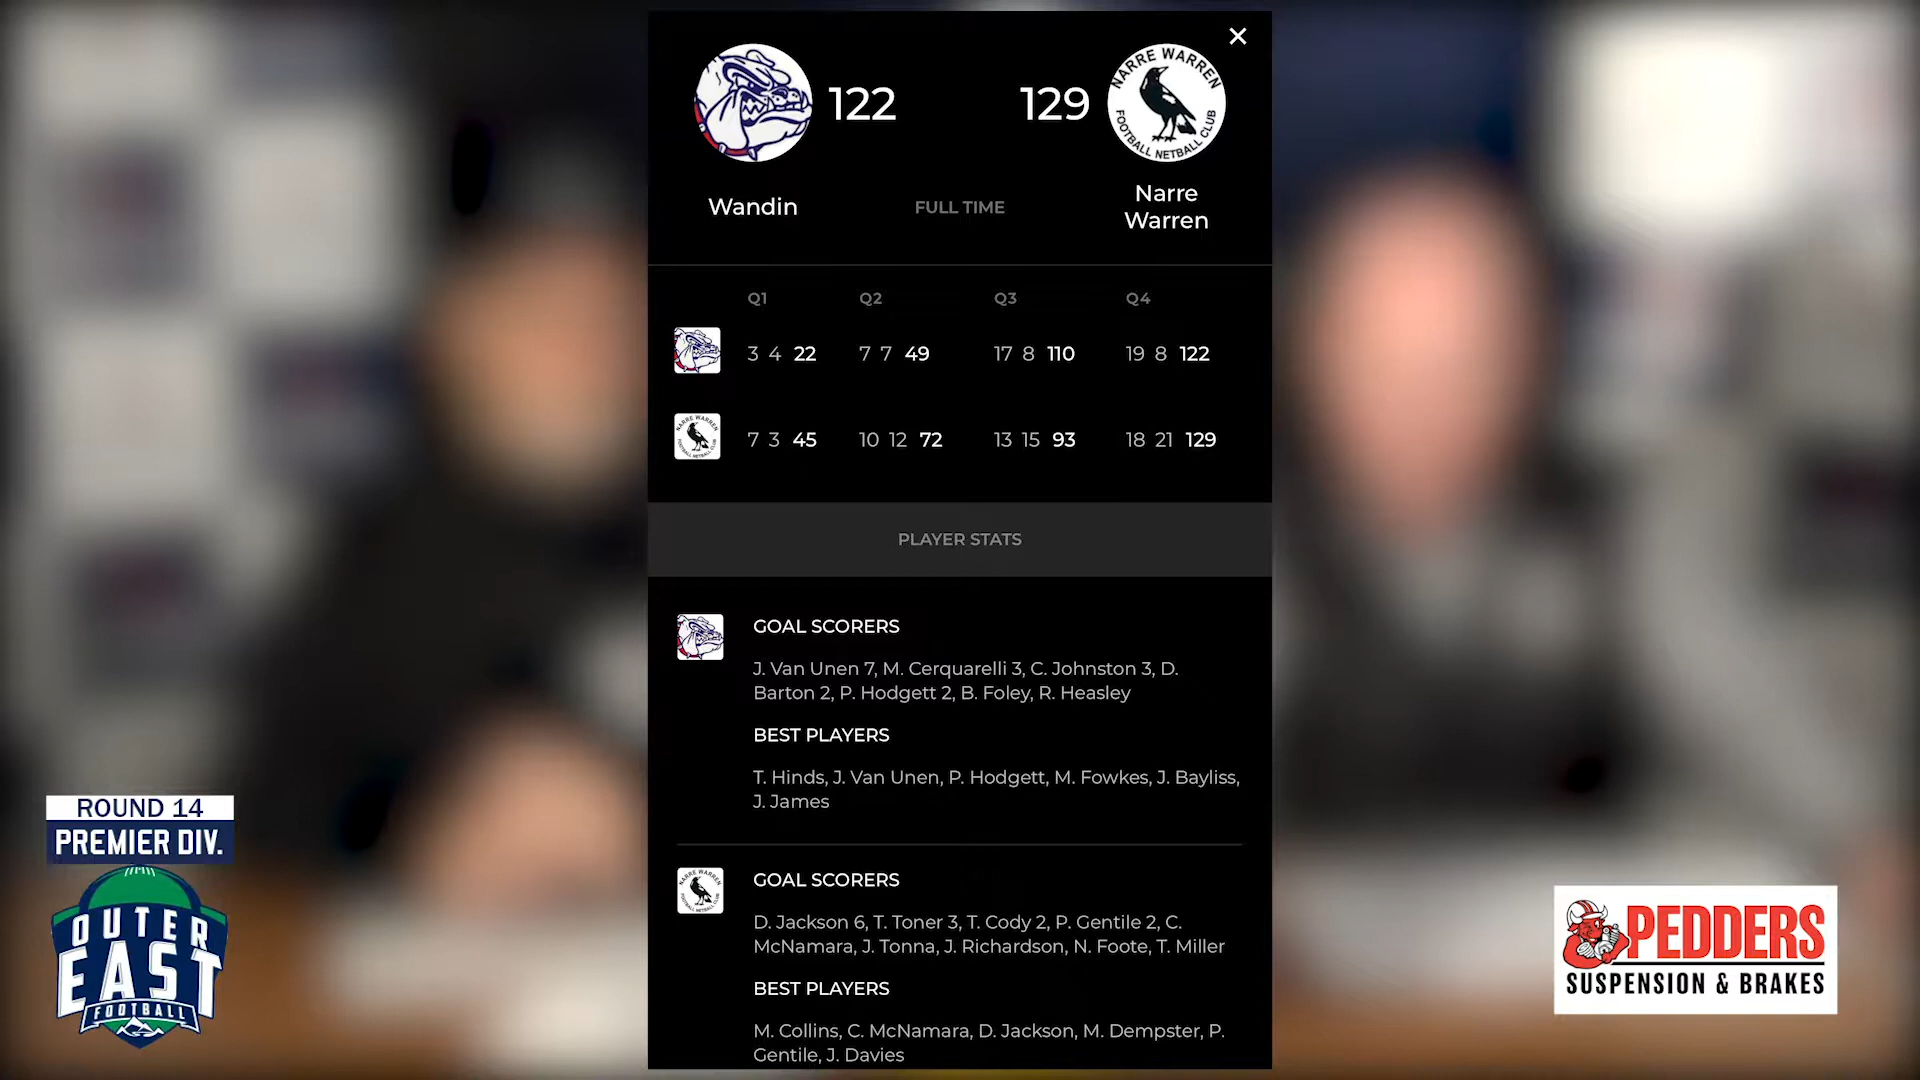 122
129
NARRE WARREN
FOOTBALL NETBALL CLUB
Wandin
FULL TIME
Narre
Warren
Q1 Q2 Q3 Q4
3 4 22 7 7 49 17 8 110 19 8 122
7 3 45 10 12 72 13 15 93 18 21 129
PLAYER STATS
GOAL SCORERS
J. Van Unen 7, M. Cerquarelli 3, C. Johnston 3, D.
Barton 2, P. Hodgett 2, B. Foley, R. Heasley
BEST PLAYERS
T. Hinds, J. Van Unen, P. Hodgett, M. Fowkes, J. Bayliss,
J. James
GOAL SCORERS
D. Jackson 6, T. Toner 3, T. Cody 2, P. Gentile 2, C.
McNamara, J. Tonna, J. Richardson, N. Foote, T. Miller
BEST PLAYERS
M. Collins, C. McNamara, D. Jackson, M. Dempster, P.
Gentile, J. Davies
ROUND 14
PREMIER DIV.
OUTER
EAST
FOOTBALL
PEDDERS
SUSPENSION & BRAKES